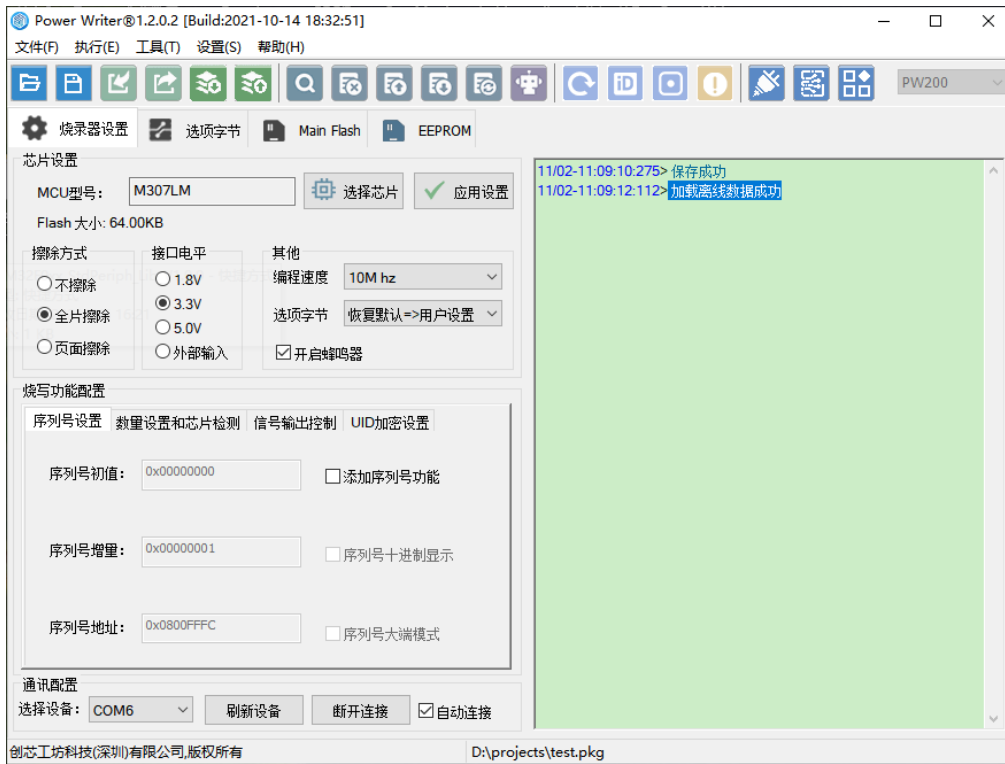 Power Writer®1.2.0.2 [Build:2021-10-14 18:32:51]
文件(F) 执行(E) 工具(T) 设置(S) 帮助(H)
iD
PW200
烧录器设置 选项字节 Main Flash EEPROM
芯片设置
MCU型号: M307LM 选择芯片 应用设置
Flash 大小: 64.00KB
擦除方式 接口电平 其他
不擦除 1.8V 编程速度 10M hz
全片擦除 3.3V 选项字节 恢复默认=>用户设置
5.0V
页面擦除 外部输入 开启蜂鸣器
烧写功能配置
序列号设置 数量设置和芯片检测 信号输出控制 UID加密设置
序列号初值: 0x00000000 添加序列号功能
序列号增量: 0x00000001 序列号十进制显示
序列号地址: 0x0800FFFC 序列号大端模式
通讯配置
选择设备: COM6 刷新设备 断开连接 自动连接
11/02-11:09:10:275> 保存成功
11/02-11:09:12:112> 加载离线数据成功
创芯工坊科技(深圳)有限公司,版权所有 D:\projects\test.pkg